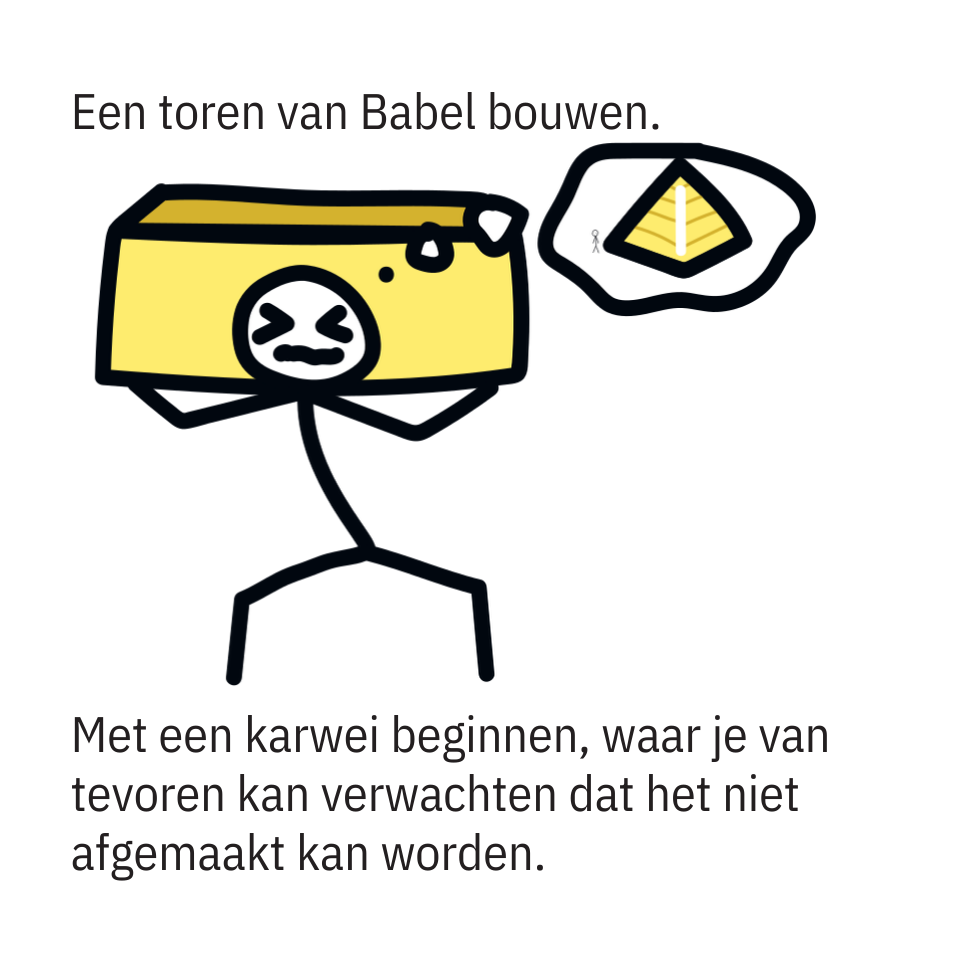 Een toren van Babel bouwen.
Met een karwei beginnen, waar je van
tevoren kan verwachten dat het niet
afgemaakt kan worden.